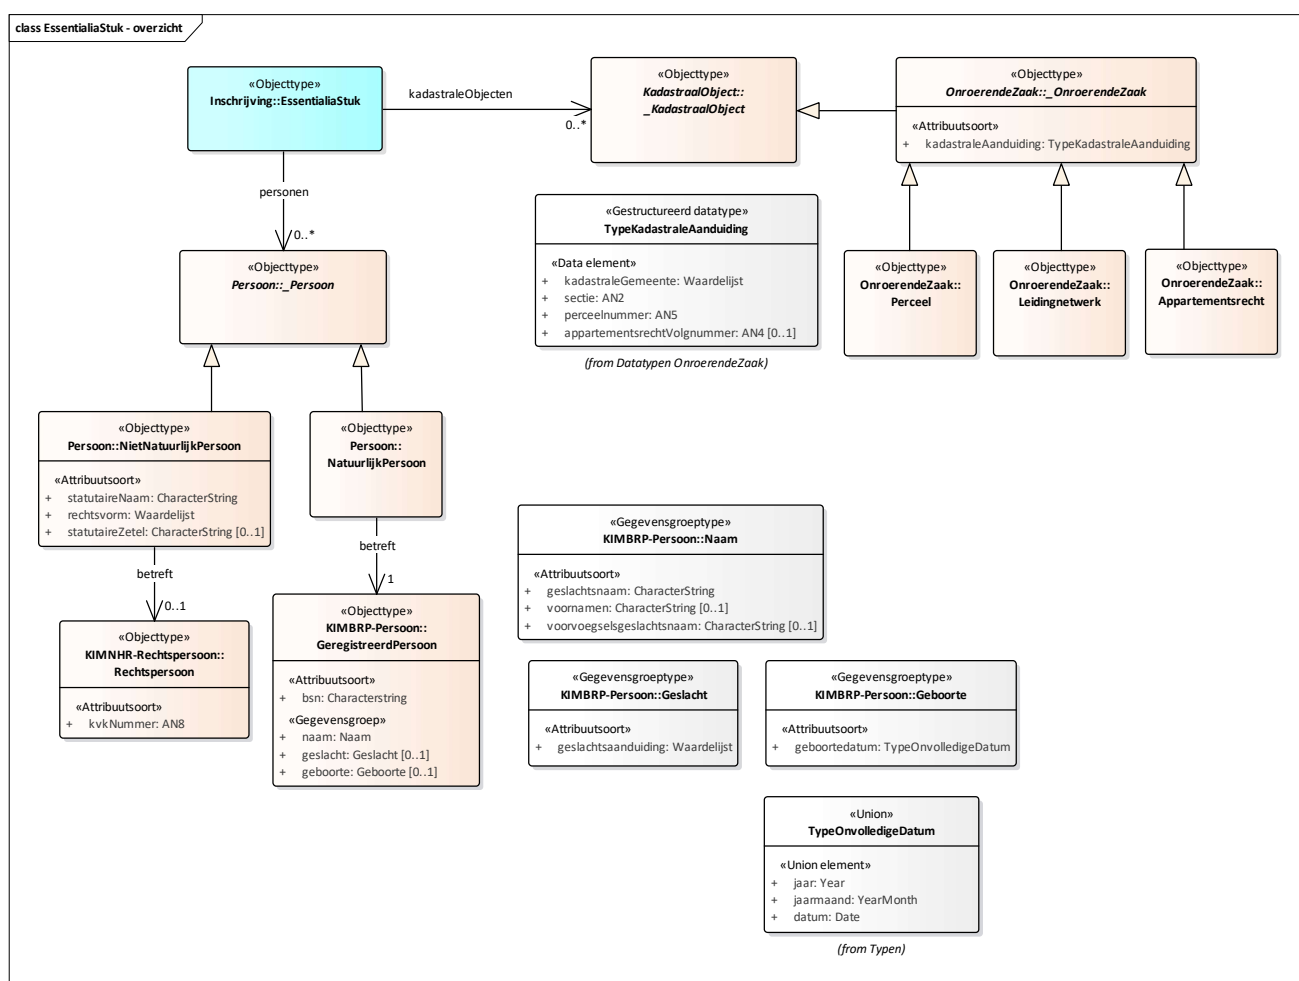 class EssentialiaStuk - overzicht
«Objecttype»
Inschrijving::EssentialiaStuk
kadastraleObjecten
0..*
«Objecttype»
KadastraalObject::
_KadastraalObject
«Objecttype»
OnroerendeZaak::_OnroerendeZaak
«Attribuutsoort»
+ kadastraleAanduiding: TypeKadastraleAanduiding
personen
0..*
«Gestructureerd datatype»
TypeKadastraleAanduiding
«Data element»
+ kadastraleGemeente: Waardelijst
+ sectie: AN2
+ perceelnummer: AN5
+ appartementsrechtVolgnummer: AN4 [0..1]
(from Datatypen OnroerendeZaak)
«Objecttype»
OnroerendeZaak::
Perceel
«Objecttype»
OnroerendeZaak::
Leidingnetwerk
«Objecttype»
OnroerendeZaak::
Appartementsrecht
«Objecttype»
Persoon::_Persoon
«Objecttype»
Persoon::NietNatuurlijkPersoon
«Attribuutsoort»
+ statutaireNaam: CharacterString
+ rechtsvorm: Waardelijst
+ statutaireZetel: CharacterString [0..1]
«Objecttype»
Persoon::
NatuurlijkPersoon
betreft
0..1
betreft
1
«Objecttype»
KIMNHR-Rechtspersoon::
Rechtspersoon
«Attribuutsoort»
+ kvkNummer: AN8
«Objecttype»
KIMBRP-Persoon::
GeregistreerdPersoon
«Attribuutsoort»
+ bsn: Characterstring
«Gegevensgroep»
+ naam: Naam
+ geslacht: Geslacht [0..1]
+ geboorte: Geboorte [0..1]
«Gegevensgroeptype»
KIMBRP-Persoon::Naam
«Attribuutsoort»
+ geslachtsnaam: CharacterString
+ voornamen: CharacterString [0..1]
+ voorvoegselsgeslachtsnaam: CharacterString [0..1]
«Gegevensgroeptype»
KIMBRP-Persoon::Geslacht
«Attribuutsoort»
+ geslachtsaanduiding: Waardelijst
«Gegevensgroeptype»
KIMBRP-Persoon::Geboorte
«Attribuutsoort»
+ geboortedatum: TypeOnvolledigeDatum
«Union»
TypeOnvolledigeDatum
«Union element»
+ jaar: Year
+ jaarmaand: YearMonth
+ datum: Date
(from Typen)